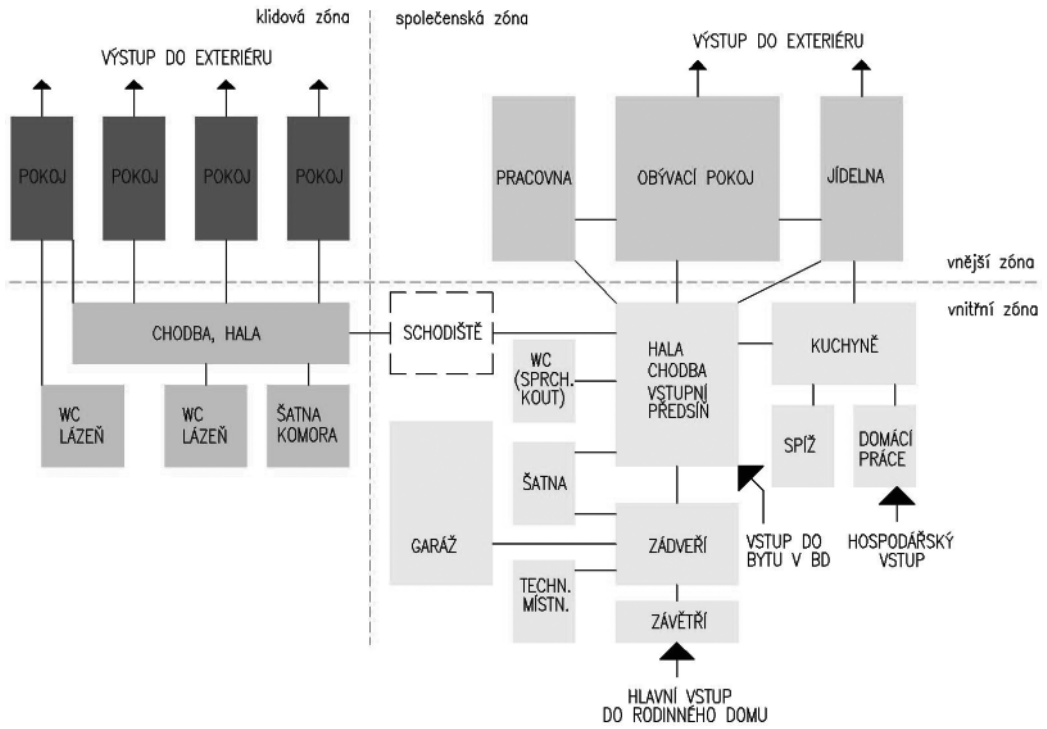 klidová zóna
společenská zóna
VÝSTUP DO EXTERIÉRU
VÝSTUP DO EXTERIÉRU
POKOJ
POKOJ
POKOJ
POKOJ
PRACOVNA
OBÝVACÍ POKOJ
JÍDELNA
vnější zóna
vnitřní zóna
CHODBA, HALA
SCHODIŠTĚ
HALA
CHODBA
VSTUPNÍ
PŘEDSÍŇ
KUCHYNĚ
WC
(SPRCH.
KOUT)
WC
LÁZEŇ
WC
LÁZEŇ
ŠATNA
KOMORA
SPÍŽ
DOMÁCÍ
PRÁCE
ŠATNA
GARÁŽ
ZÁDVEŘÍ
VSTUP DO
BYTU V BD
HOSPODÁŘSKÝ
VSTUP
TECHN.
MÍSTN.
ZÁVĚTŘÍ
HLAVNÍ VSTUP
DO RODINNÉHO DOMU